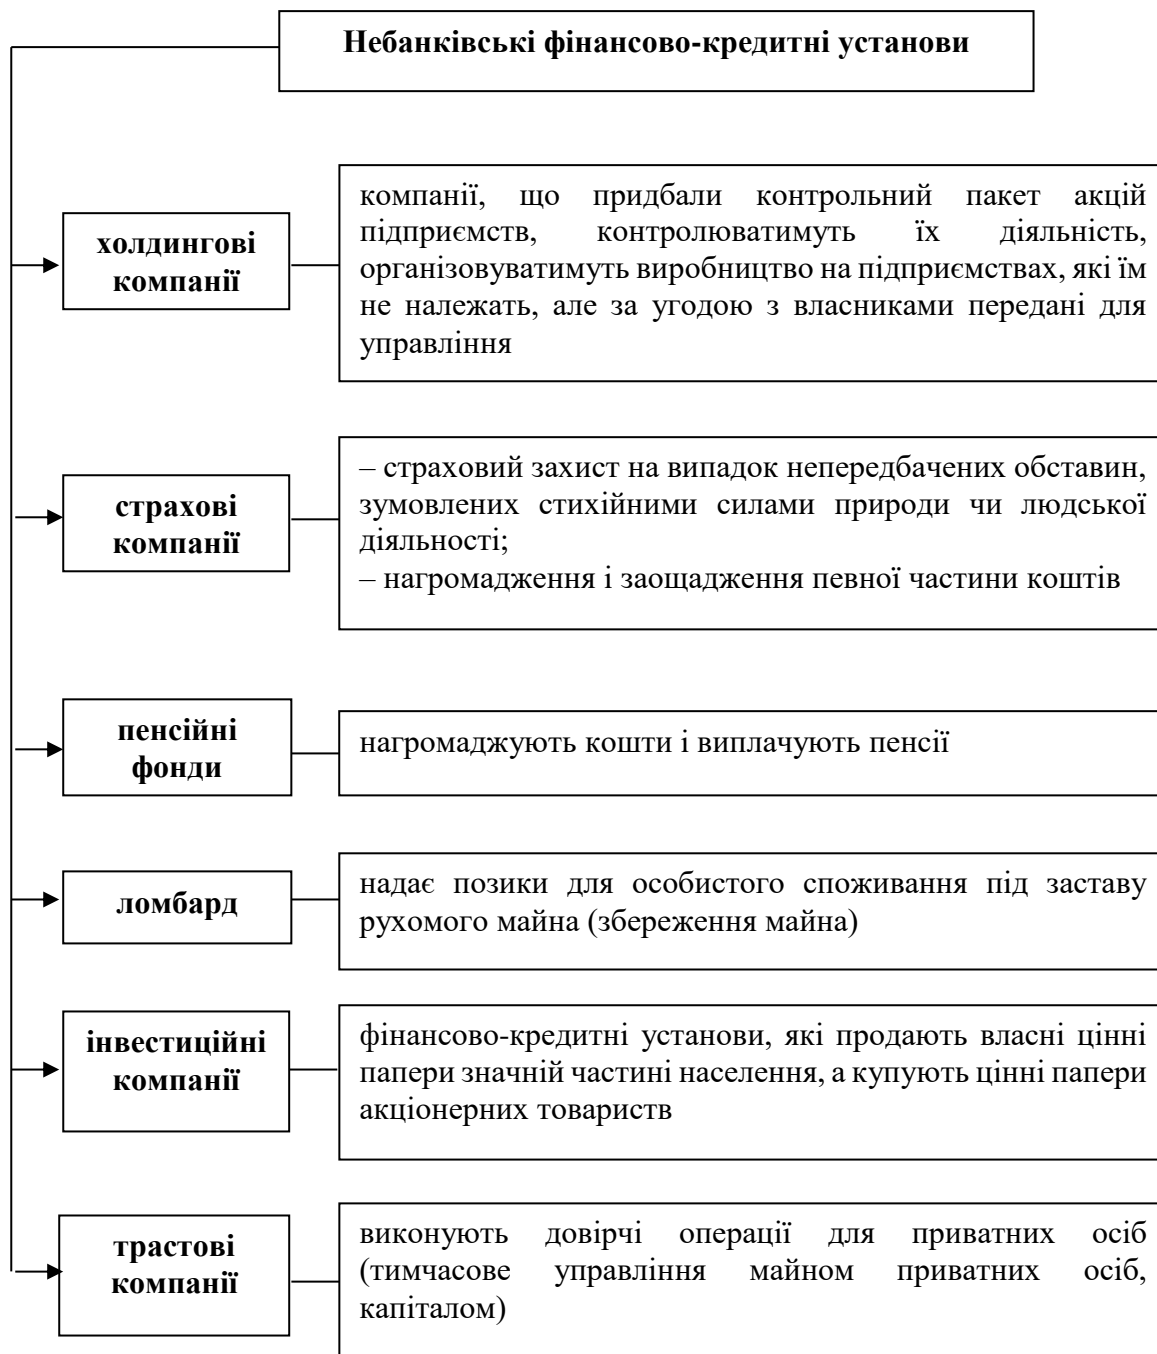 Небанківські фінансово-кредитні установи
холдингові
компанії
компанії, що придбали контрольний пакет акцій
підприємств, контролюватимуть їх діяльність,
організовуватимуть виробництво на підприємствах, які їм
не належать, але за угодою з власниками передані для
управління
страхові
компанії
– страховий захист на випадок непередбачених обставин,
зумовлених стихійними силами природи чи людської
діяльності;
– нагромадження і заощадження певної частини коштів
пенсійні
фонди
нагромаджують кошти і виплачують пенсії
ломбард
надає позики для особистого споживання під заставу
рухомого майна (збереження майна)
інвестиційні
компанії
фінансово-кредитні установи, які продають власні цінні
папери значній частині населення, а купують цінні папери
акціонерних товариств
трастові
компанії
виконують довірчі операції для приватних осіб
(тимчасове управління майном приватних осіб,
капіталом)